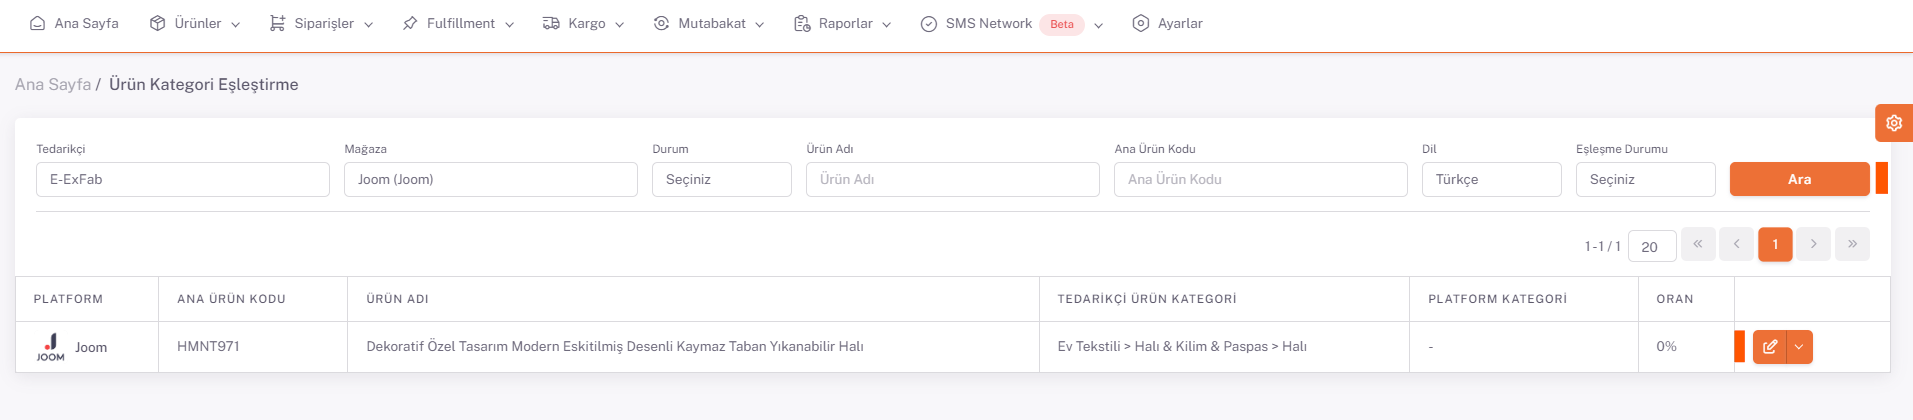 Ana Sayfa Ürünler Siparişler Fulfillment Kargo Mutabakat Raporlar SMS Network Beta Ayarlar
Ana Sayfa / Ürün Kategori Eşleştirme
Tedarikçi Mağaza Durum Ürün Adı Ana Ürün Kodu Dil Eşleşme Durumu
E-ExFab Joom (Joom) Seçiniz Ürün Adı Ana Ürün Kodu Türkçe Seçiniz Ara
1 - 1 / 1 20 « ‹ 1 › »
PLATFORM ANA ÜRÜN KODU ÜRÜN ADI TEDARİKÇİ ÜRÜN KATEGORİ PLATFORM KATEGORİ ORAN
JOOM Joom HMNT971 Dekoratif Özel Tasarım Modern Eskitilmiş Desenli Kaymaz Taban Yıkanabilir Halı Ev Tekstili > Halı & Kilim & Paspas > Halı - 0%